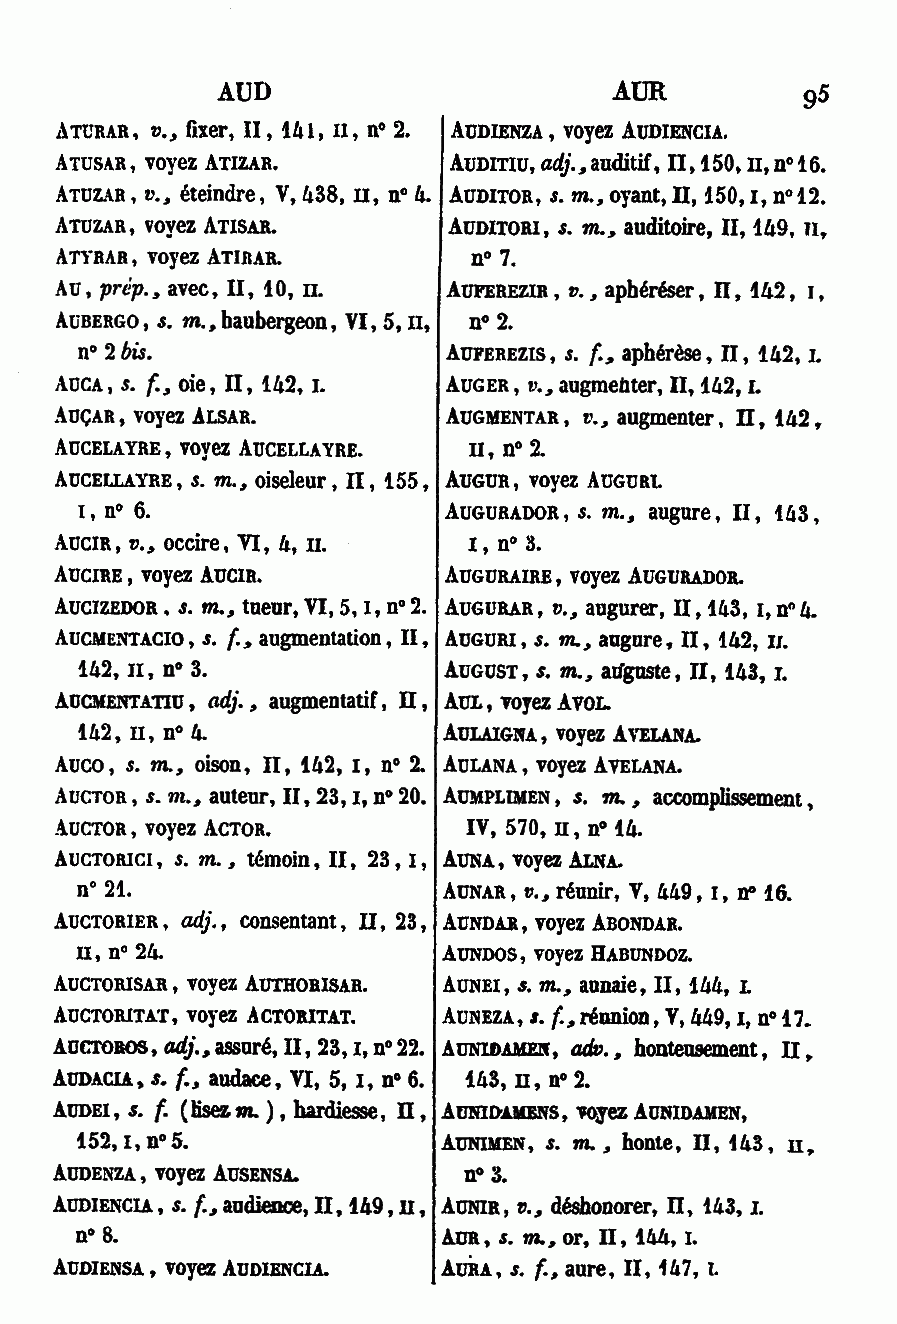 AUD
AUR
95
ATURAR, v., fixer, II, 141, II, n° 2.
ATUSAR, voyez ATIZAR.
ATUZAR, v., éteindre, V, 438, II, n° 4.
ATUZAR, voyez ATISAR.
ATYRAR, voyez ATIRAR.
AU, prép., avec, II, 10, II.
AUBERGO, s. m., haubergeon, VI, 5, II,
n° 2 bis.
AUCA, s. f., oie, II, 142, I.
AUÇAR, voyez ALSAR.
AUCELAYRE, voyez AUCELLAYRE.
AUCELLAYRE, s. m., oiseleur, II, 155,
I, n° 6.
AUCIR, v., occire, VI, 4, II.
AUCIRE, voyez AUCIR.
AUCIZEDOR, s. m., tueur, VI, 5, I, n° 2.
AUCMENTACIO, s. f., augmentation, II,
142, II, n° 3.
AUCMENTATIU, adj., augmentatif, II,
142, II, n° 4.
AUCO, s. m., oison, II, 142, I, n° 2.
AUCTOR, s. m., auteur, II, 23, I, n° 20.
AUCTOR, voyez ACTOR.
AUCTORICI, s. m., témoin, II, 23, I,
n° 21.
AUCTORIER, adj., consentant, II, 23,
II, n° 24.
AUCTORISAR, voyez AUTHORISAR.
AUCTORITAT, voyez ACTORITAT.
AUCTOROS, adj., assuré, II, 23, I, n° 22.
AUDACIA, s. f., audace, VI, 5, I, n° 6.
AUDEI, s. f. (lisez m.), hardiesse, II,
152, I, n° 5.
AUDENZA, voyez AUSENSA.
AUDIENCIA, s. f., audience, II, 149, II,
n° 8.
AUDIENSA, voyez AUDIENCIA.
AUDIENZA, voyez AUDIENCIA.
AUDITIU, adj., auditif, II, 150, II, n° 16.
AUDITOR, s. m., oyant, II, 150, I, n° 12.
AUDITORI, s. m., auditoire, II, 149, II,
n° 7.
AUFEREZIR, v., aphéréser, II, 142, I,
n° 2.
AUFEREZIS, s. f., aphérèse, II, 142, I.
AUGER, v., augmenter, II, 142, I.
AUGMENTAR, v., augmenter, II, 142,
II, n° 2.
AUGUR, voyez AUGURI.
AUGURADOR, s. m., augure, II, 143,
I, n° 3.
AUGURAIRE, voyez AUGURADOR.
AUGURAR, v., augurer, II, 143, I, n° 4.
AUGURI, s. m., augure, II, 142, II.
AUGUST, s. m., auguste, II, 143, I.
AUL, voyez AVOL.
AULAIGNA, voyez AVELANA.
AULANA, voyez AVELANA.
AUMPLIMEN, s. m., accomplissement,
IV, 570, II, n° 14.
AUNA, voyez ALNA.
AUNAR, v., réunir, V, 449, I, n° 16.
AUNDAR, voyez ABONDAR.
AUNDOS, voyez HABUNDOZ.
AUNEI, s. m., aunaie, II, 144, I.
AUNEZA, s. f., réunion, V, 449, I, n° 17.
AUNIDAMEN, adv., honteusement, II,
143, II, n° 2.
AUNIDAMENS, voyez AUNIDAMEN,
AUNIMEN, s. m., honte, II, 143, II,
n° 3.
AUNIR, v., déshonorer, II, 143, I.
AUR, s. m., or, II, 144, I.
AURA, s. f., aure, II, 147, I.